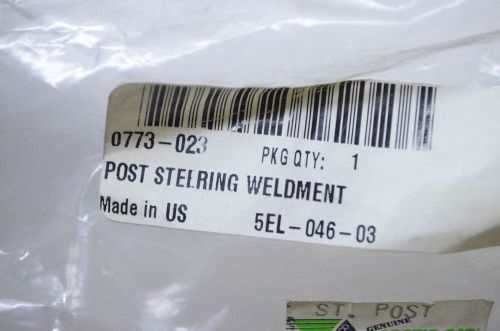 0773-023 PKG QTY: 1
POST STEERING WELDMENT
Made in US 5EL-046-03
ST. POST
GENUINE